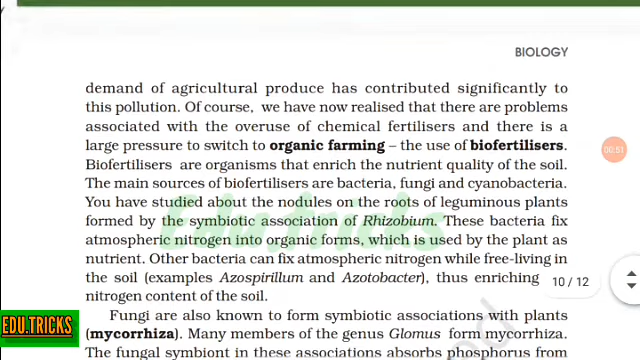 BIOLOGY
demand of agricultural produce has contributed significantly to
this pollution. Of course, we have now realised that there are problems
associated with the overuse of chemical fertilisers and there is a
large pressure to switch to organic farming – the use of biofertilisers.
Biofertilisers are organisms that enrich the nutrient quality of the soil.
The main sources of biofertilisers are bacteria, fungi and cyanobacteria.
You have studied about the nodules on the roots of leguminous plants
formed by the symbiotic association of Rhizobium. These bacteria fix
atmospheric nitrogen into organic forms, which is used by the plant as
nutrient. Other bacteria can fix atmospheric nitrogen while free-living in
the soil (examples Azospirillum and Azotobacter), thus enriching
nitrogen content of the soil.
Fungi are also known to form symbiotic associations with plants
(mycorrhiza). Many members of the genus Glomus form mycorrhiza.
The fungal symbiont in these associations absorbs phosphorus from
00:51
10 / 12
Edu.tricks
EDU.TRICKS